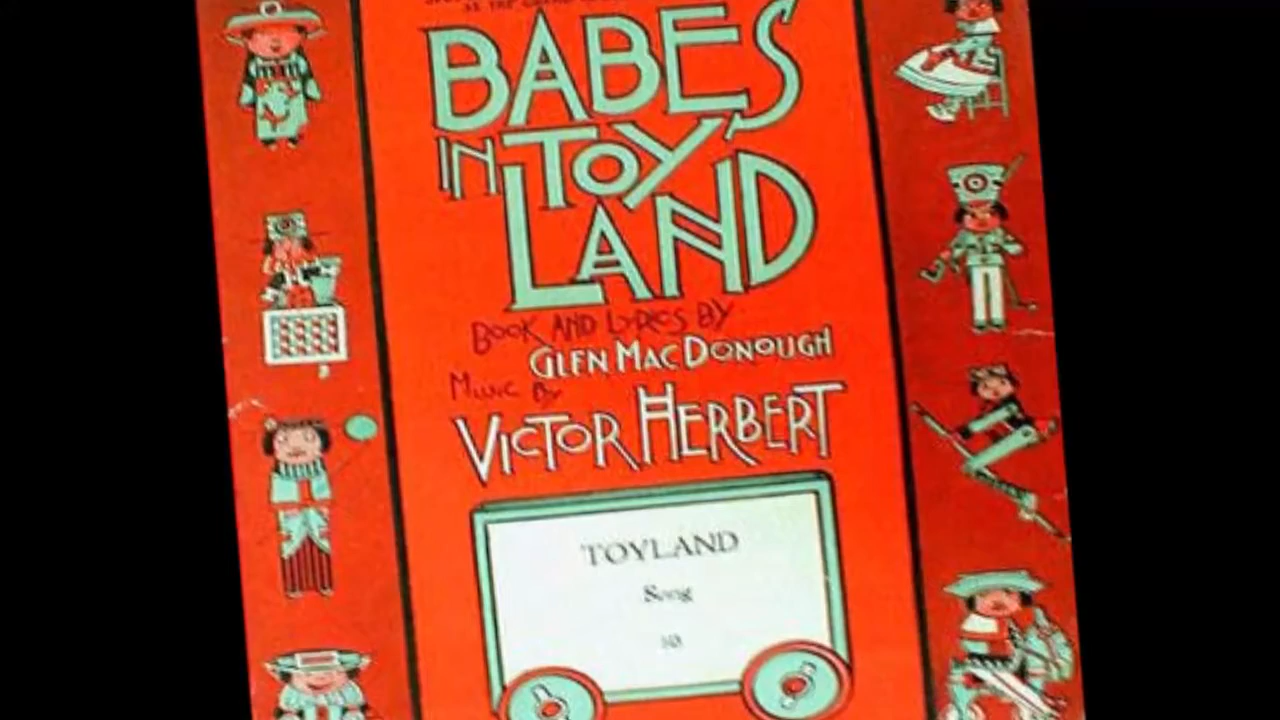 BABES
IN TOY
LAND
BOOK AND LYRICS BY
GLEN MACDONOUGH
MUSIC BY
VICTOR HERBERT
TOYLAND
Song